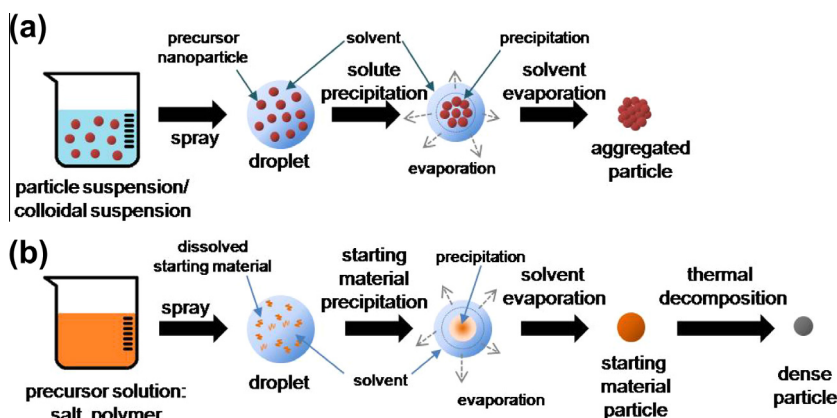 (a)
precursor
nanoparticle
solvent
precipitation
solute
precipitation
solvent
evaporation
spray
droplet
evaporation
aggregated
particle
particle suspension/
colloidal suspension
(b)
dissolved
starting material
starting
material
precipitation
precipitation
solvent
evaporation
thermal
decomposition
spray
droplet
solvent
evaporation
starting
material
particle
dense
particle
precursor solution:
salt, polymer